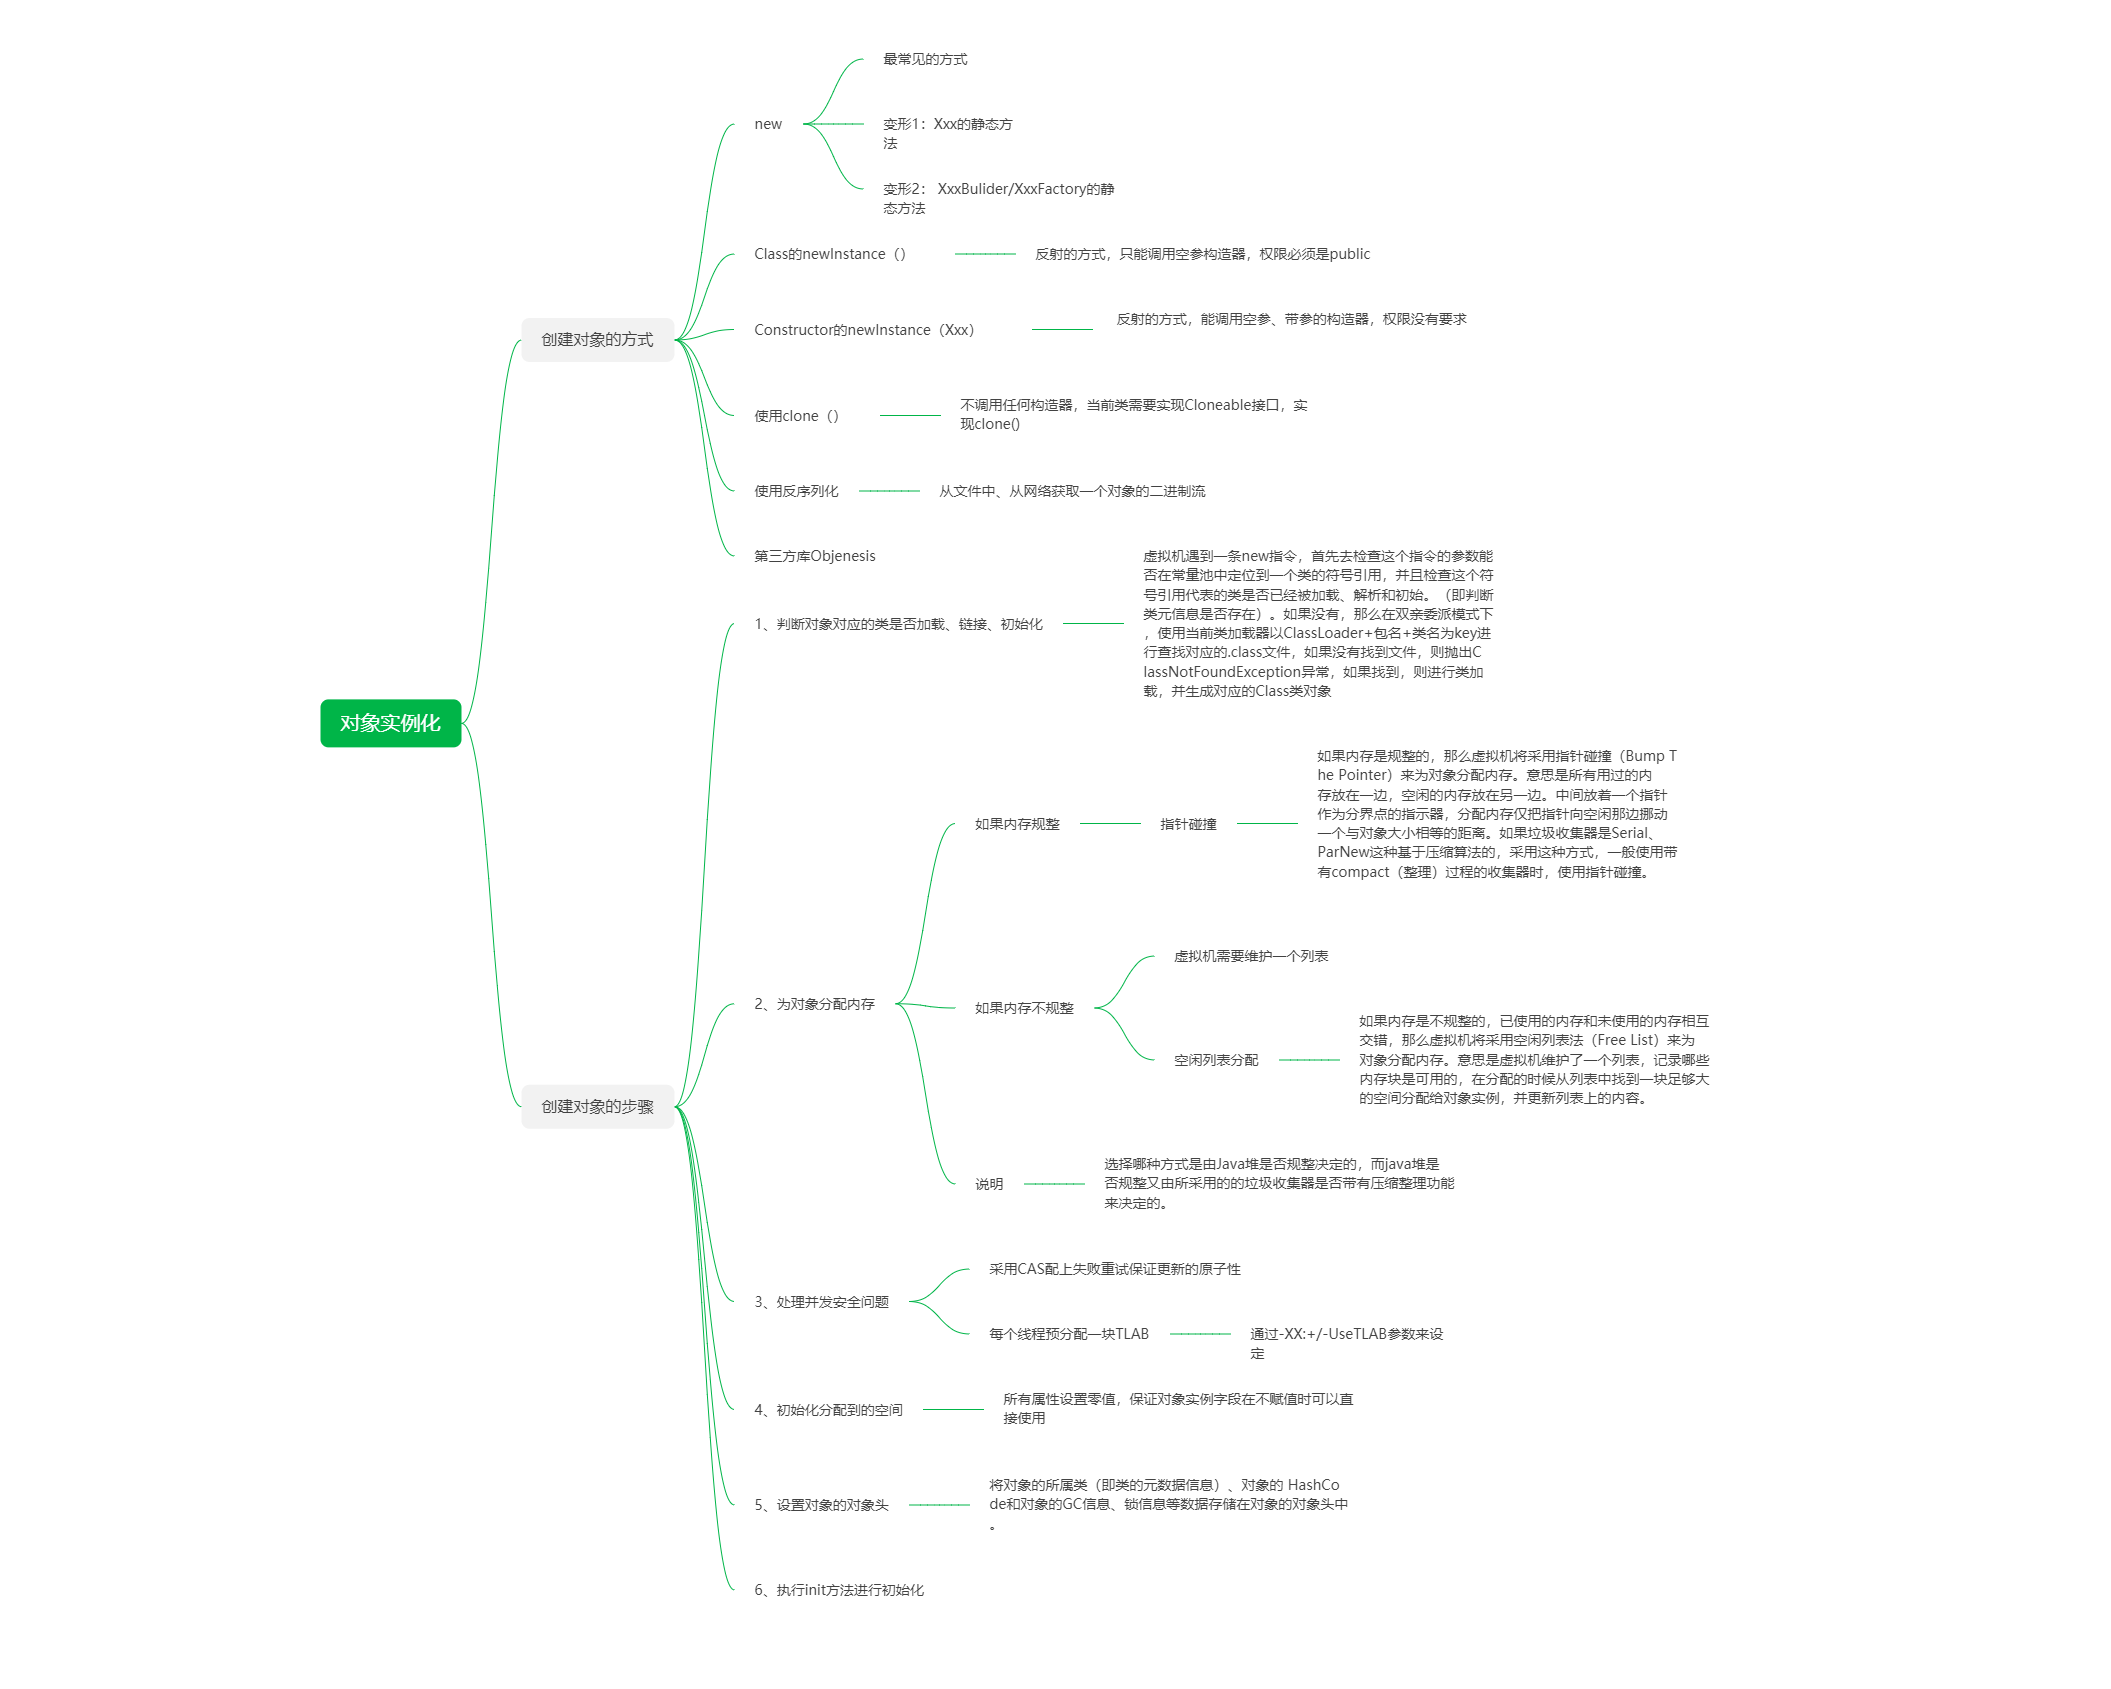 对象实例化
创建对象的方式
new
最常见的方式
变形1：Xxx的静态方
法
变形2： XxxBulider/XxxFactory的静
态方法
Class的newInstance（）
反射的方式，只能调用空参构造器，权限必须是public
Constructor的newInstance（Xxx）
反射的方式，能调用空参、带参的构造器，权限没有要求
使用clone（）
不调用任何构造器，当前类需要实现Cloneable接口，实
现clone()
使用反序列化
从文件中、从网络获取一个对象的二进制流
第三方库Objenesis
创建对象的步骤
1、判断对象对应的类是否加载、链接、初始化
虚拟机遇到一条new指令，首先去检查这个指令的参数能
否在常量池中定位到一个类的符号引用，并且检查这个符
号引用代表的类是否已经被加载、解析和初始。（即判断
类元信息是否存在）。如果没有，那么在双亲委派模式下
，使用当前类加载器以ClassLoader+包名+类名为key进
行查找对应的.class文件，如果没有找到文件，则抛出C
lassNotFoundException异常，如果找到，则进行类加
载，并生成对应的Class类对象
2、为对象分配内存
如果内存规整
指针碰撞
如果内存是规整的，那么虚拟机将采用指针碰撞（Bump T
he Pointer）来为对象分配内存。意思是所有用过的内
存放在一边，空闲的内存放在另一边。中间放着一个指针
作为分界点的指示器，分配内存仅把指针向空闲那边挪动
一个与对象大小相等的距离。如果垃圾收集器是Serial、
ParNew这种基于压缩算法的，采用这种方式，一般使用带
有compact（整理）过程的收集器时，使用指针碰撞。
如果内存不规整
虚拟机需要维护一个列表
空闲列表分配
如果内存是不规整的，已使用的内存和未使用的内存相互
交错，那么虚拟机将采用空闲列表法（Free List）来为
对象分配内存。意思是虚拟机维护了一个列表，记录哪些
内存块是可用的，在分配的时候从列表中找到一块足够大
的空间分配给对象实例，并更新列表上的内容。
说明
选择哪种方式是由Java堆是否规整决定的，而java堆是
否规整又由所采用的的垃圾收集器是否带有压缩整理功能
来决定的。
3、处理并发安全问题
采用CAS配上失败重试保证更新的原子性
每个线程预分配一块TLAB
通过-XX:+/-UseTLAB参数来设
定
4、初始化分配到的空间
所有属性设置零值，保证对象实例字段在不赋值时可以直
接使用
5、设置对象的对象头
将对象的所属类（即类的元数据信息）、对象的 HashCo
de和对象的GC信息、锁信息等数据存储在对象的对象头中
。
6、执行init方法进行初始化